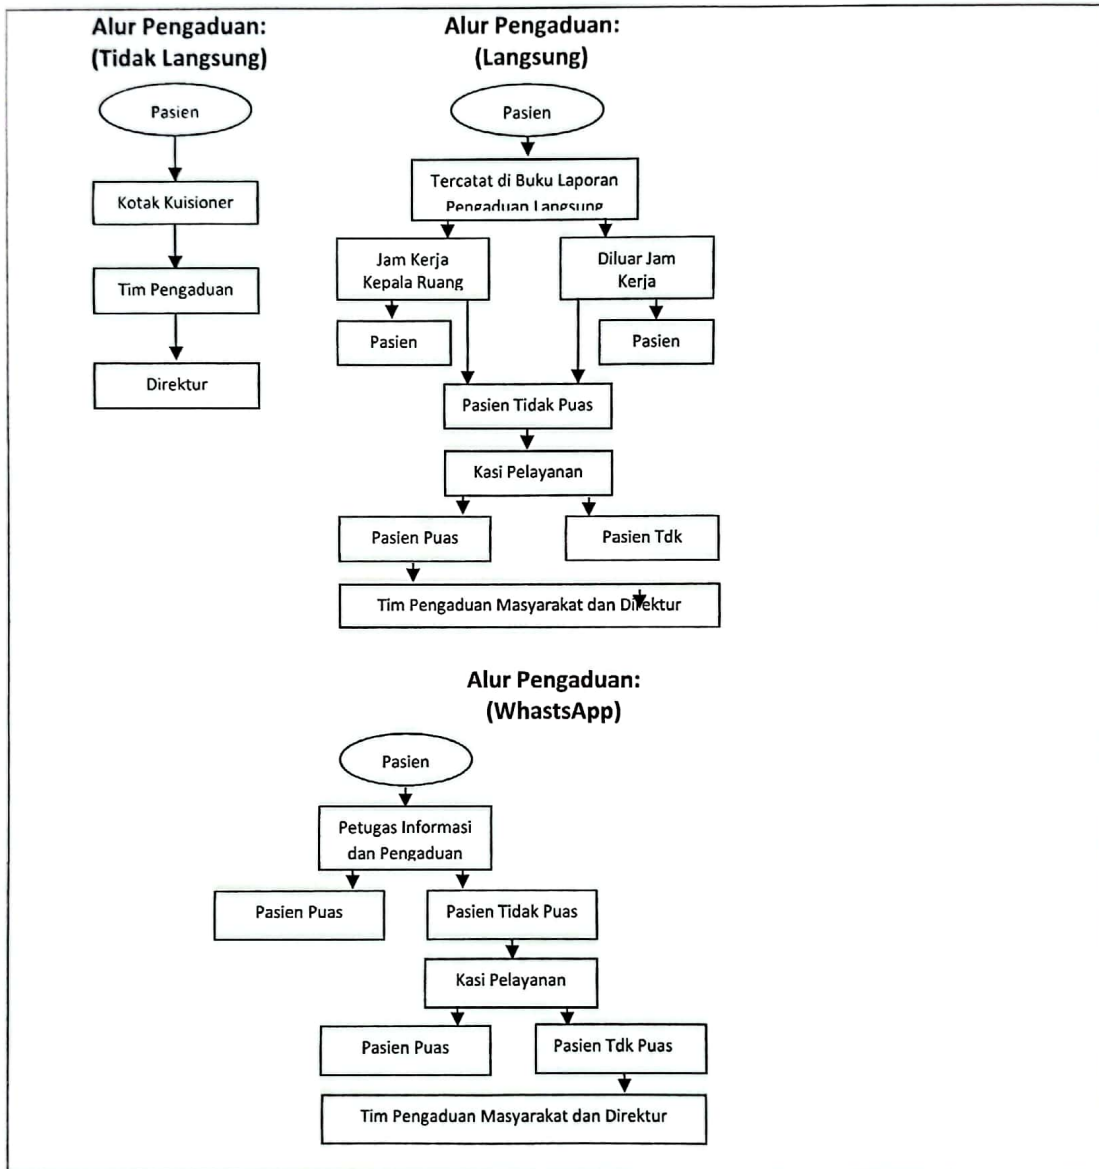 Alur Pengaduan:
(Tidak Langsung)
Pasien
Kotak Kuisioner
Tim Pengaduan
Direktur
Alur Pengaduan:
(Langsung)
Pasien
Tercatat di Buku Laporan
Pengaduan Langsung
Jam Kerja
Kepala Ruang
Diluar Jam
Kerja
Pasien
Pasien
Pasien Tidak Puas
Kasi Pelayanan
Pasien Puas
Pasien Tdk
Tim Pengaduan Masyarakat dan Direktur
Alur Pengaduan:
(WhastsApp)
Pasien
Petugas Informasi
dan Pengaduan
Pasien Puas
Pasien Tidak Puas
Kasi Pelayanan
Pasien Puas
Pasien Tdk Puas
Tim Pengaduan Masyarakat dan Direktur